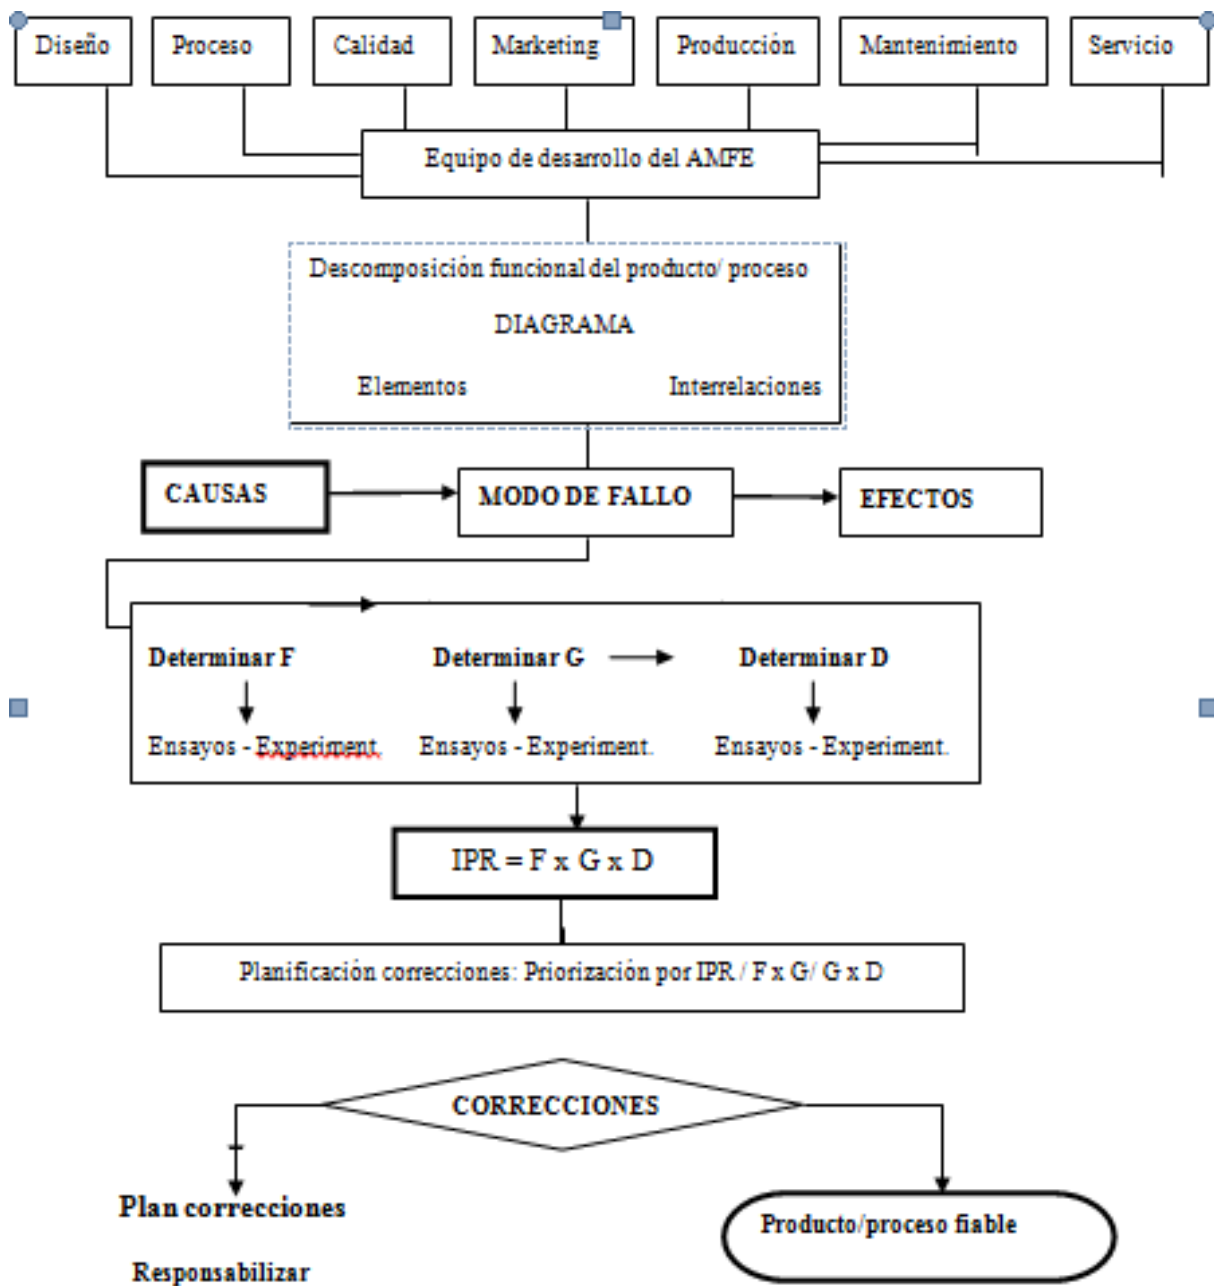 Diseño
Proceso
Calidad
Marketing
Producción
Mantenimiento
Servicio
Equipo de desarrollo del AMFE
Descomposición funcional del producto/ proceso
DIAGRAMA
Elementos
Interrelaciones
CAUSAS
MODO DE FALLO
EFECTOS
Determinar F
Determinar G
Determinar D
Ensayos - Experiment.
Ensayos - Experiment.
Ensayos - Experiment.
IPR = F x G x D
Planificación correcciones: Priorización por IPR / F x G/ G x D
CORRECCIONES
Plan correcciones
Producto/proceso fiable
Responsabilizar